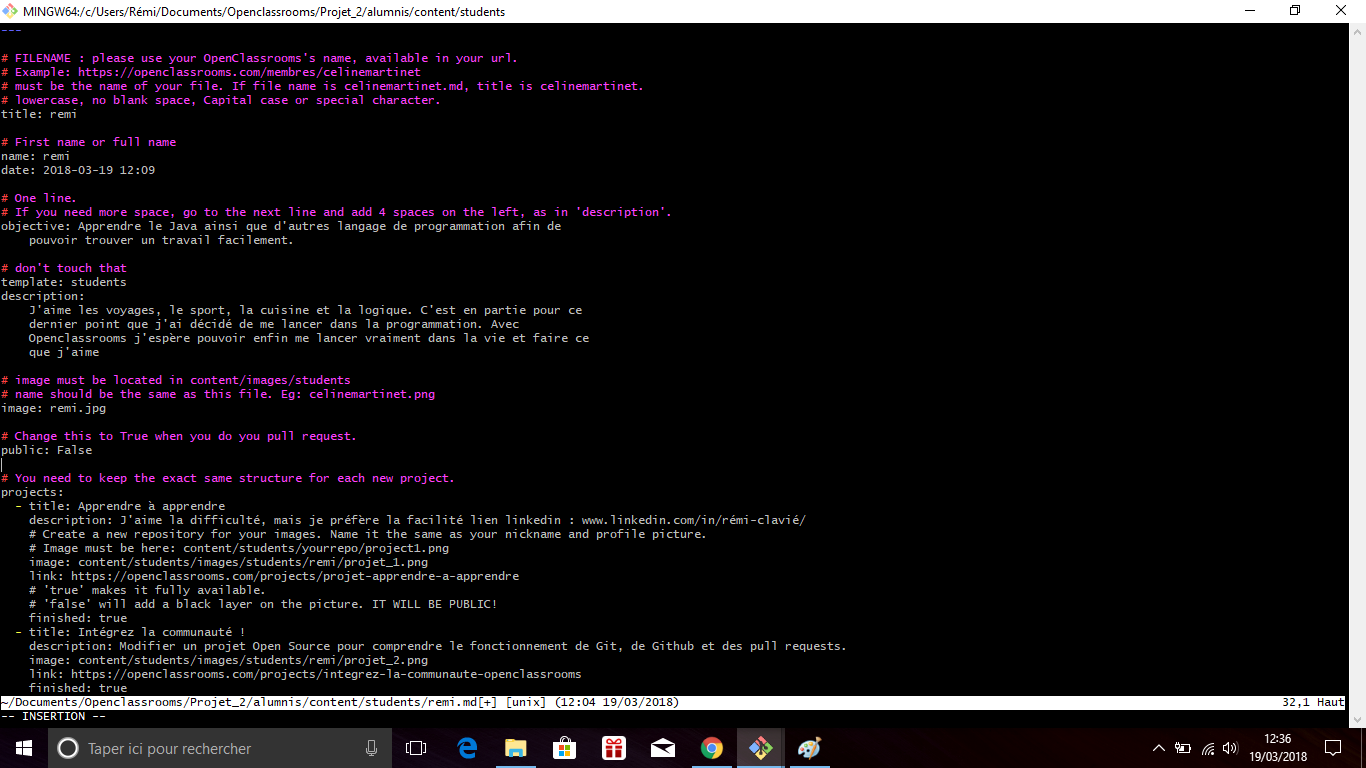 MINGW64:/c/Users/Rémi/Documents/Openclassrooms/Projet_2/alumnis/content/students
---
# FILENAME : please use your OpenClassrooms's name, available in your url.
# Example: https://openclassrooms.com/membres/celinemartinet
# must be the name of your file. If file name is celinemartinet.md, title is celinemartinet.
# lowercase, no blank space, Capital case or special character.
title: remi
# First name or full name
name: remi
date: 2018-03-19 12:09
# One line.
# If you need more space, go to the next line and add 4 spaces on the left, as in 'description'.
objective: Apprendre le Java ainsi que d'autres langage de programmation afin de
    pouvoir trouver un travail facilement.
# don't touch that
template: students
description:
    J'aime les voyages, le sport, la cuisine et la logique. C'est en partie pour ce
    dernier point que j'ai décidé de me lancer dans la programmation. Avec
    Openclassrooms j'espère pouvoir enfin me lancer vraiment dans la vie et faire ce
    que j'aime
# image must be located in content/images/students
# name should be the same as this file. Eg: celinemartinet.png
image: remi.jpg
# Change this to True when you do you pull request.
public: False
# You need to keep the exact same structure for each new project.
projects:
  - title: Apprendre à apprendre
    description: J'aime la difficulté, mais je préfère la facilité lien linkedin : www.linkedin.com/in/rémi-clavié/
    # Create a new repository for your images. Name it the same as your nickname and profile picture.
    # Image must be here: content/students/yourrepo/project1.png
    image: content/students/images/students/remi/projet_1.png
    link: https://openclassrooms.com/projects/projet-apprendre-a-apprendre
    # 'true' makes it fully available.
    # 'false' will add a black layer on the picture. IT WILL BE PUBLIC!
    finished: true
  - title: Intégrez la communauté !
    description: Modifier un projet Open Source pour comprendre le fonctionnement de Git, de Github et des pull requests.
    image: content/students/images/students/remi/projet_2.png
    link: https://openclassrooms.com/projects/integrez-la-communaute-openclassrooms
    finished: true
~/Documents/Openclassrooms/Projet_2/alumnis/content/students/remi.md[+] [unix] (12:04 19/03/2018) 32,1 Haut
-- INSERTION --
Taper ici pour rechercher
12:36
19/03/2018